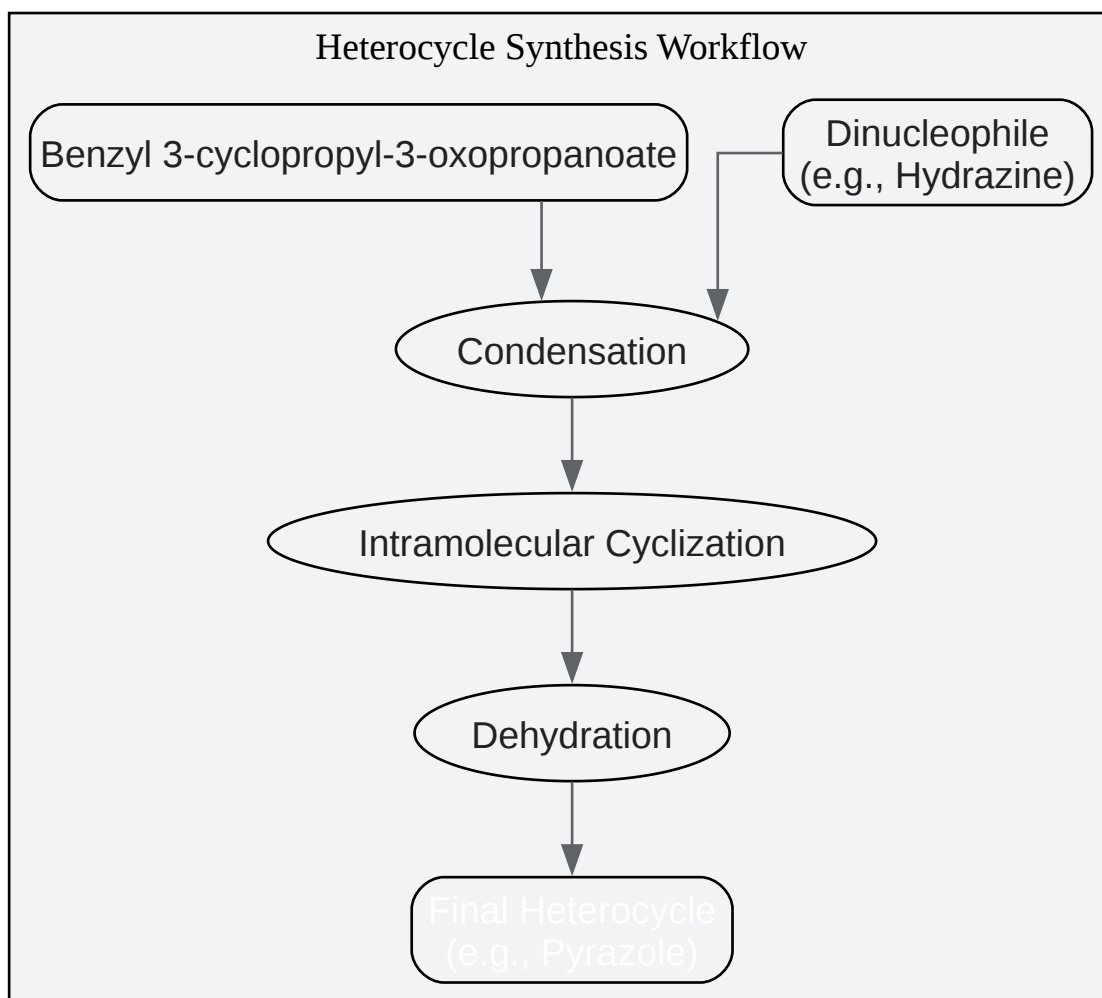 Heterocycle Synthesis Workflow
Benzyl 3-cyclopropyl-3-oxopropanoate
Dinucleophile
(e.g., Hydrazine)
Condensation
Intramolecular Cyclization
Dehydration
Final Heterocycle
(e.g., Pyrazole)